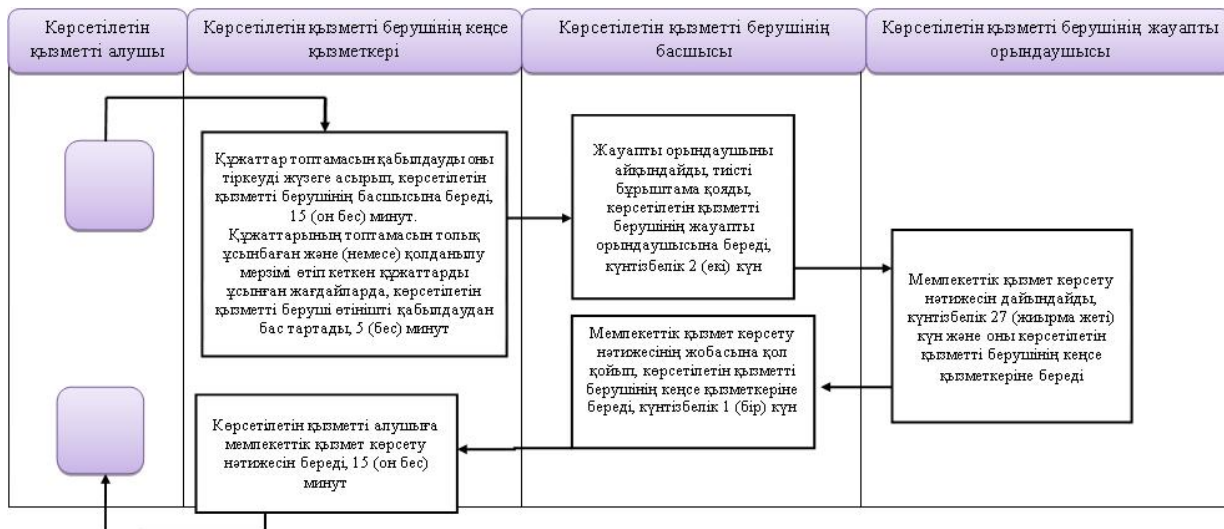 Көрсетілетін
қызметті алушы
Көрсетілетін қызметті берушінің кеңсе
қызметкері
Көрсетілетін қызметті берушінің
басшысы
Көрсетілетін қызметті берушінің жауапты
орындаушысы
Құжаттар топтамасын қабылдауды оны
тіркеуді жүзеге асырып, көрсетілетін
қызметті берушінің басшысына береді,
15 (он бес) минут.
Құжаттарының топтамасын толық
ұсынбаған және (немесе) қолданылу
мерзімі өтіп кеткен құжаттарды
ұсынған жағдайларда, көрсетілетін
қызметті беруші өтінішті қабылдаудан
бас тартады, 5 (бес) минут
Жауапты орындаушыны
айқындайды, тиісті
бұрыштама қояды,
көрсетілетін қызметті
берушінің жауапты
орындаушысына береді,
күнтізбелік 2 (екі) күн
Мемлекеттік қызмет көрсету
нәтижесін дайындайды,
күнтізбелік 27 (жиырма жеті)
күн және оны көрсетілетін
қызметті берушінің кеңсе
қызметкеріне береді
Мемлекеттік қызмет көрсету
нәтижесінің жобасына қол
қойып, көрсетілетін қызметті
берушінің кеңсе қызметкеріне
береді, күнтізбелік 1 (бір) күн
Көрсетілетін қызметті алушыға
мемлекеттік қызмет көрсету
нәтижесін береді, 15 (он бес)
минут